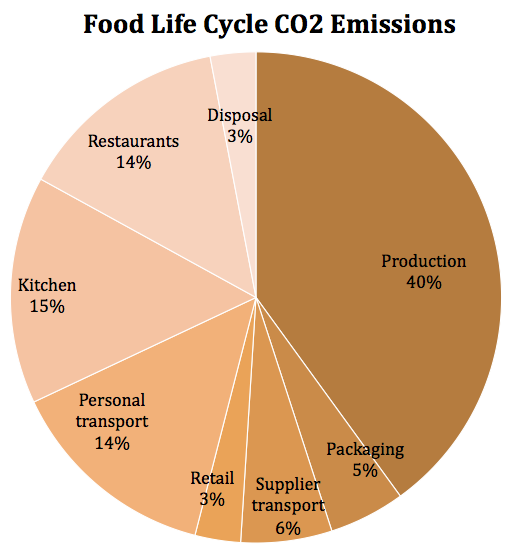 Food Life Cycle CO2 Emissions
Disposal
3%
Restaurants
14%
Production
40%
Kitchen
15%
Personal
transport
14%
Packaging
5%
Retail
3%
Supplier
transport
6%